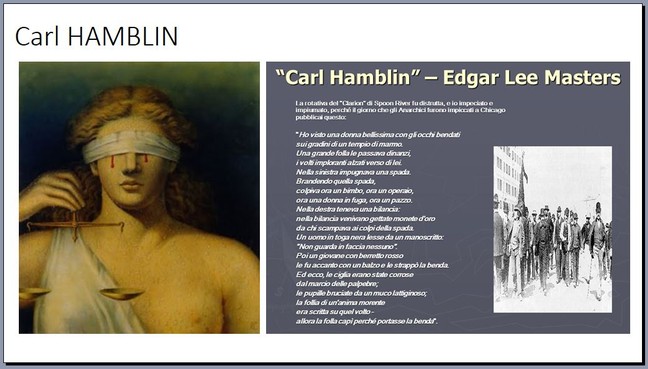 Carl HAMBLIN
“Carl Hamblin” – Edgar Lee Masters
La rotativa del "Clarion" di Spoon River fu distrutta, e io impeciato e
impiumato, perché il giorno che gli Anarchici furono impiccati a Chicago
pubblicai questo:
"Ho visto una donna bellissima con gli occhi bendati
sui gradini di un tempio di marmo.
Una grande folla le passava dinanzi,
i volti imploranti alzati verso di lei.
Nella sinistra impugnava una spada.
Brandendo quella spada,
colpiva ora un bimbo, ora un operaio,
ora una donna in fuga, ora un pazzo.
Nella destra teneva una bilancia:
nella bilancia venivano gettate monete d'oro
da chi scampava ai colpi della spada.
Un uomo in toga nera lesse da un manoscritto:
"Non guarda in faccia nessuno".
Poi un giovane con berretto rosso
le fu accanto con un balzo e le strappò la benda.
Ed ecco, le ciglia erano state corrose
dal marcio delle palpebre;
le pupille bruciate da un muco lattiginoso;
la follia di un'anima morente
era scritta su quel volto -
allora la folla capì perché portasse la benda".